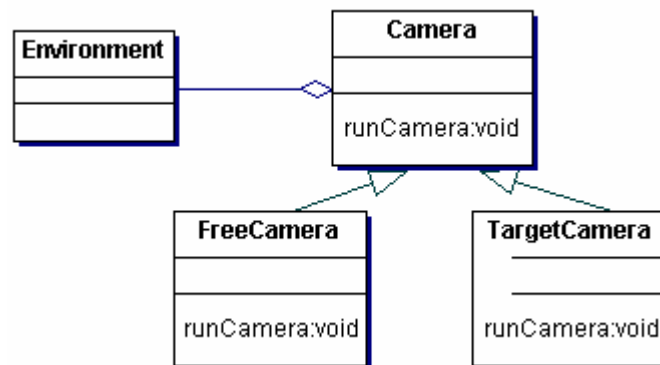 Camera
Environment
runCamera:void
FreeCamera
TargetCamera
runCamera:void
runCamera:void